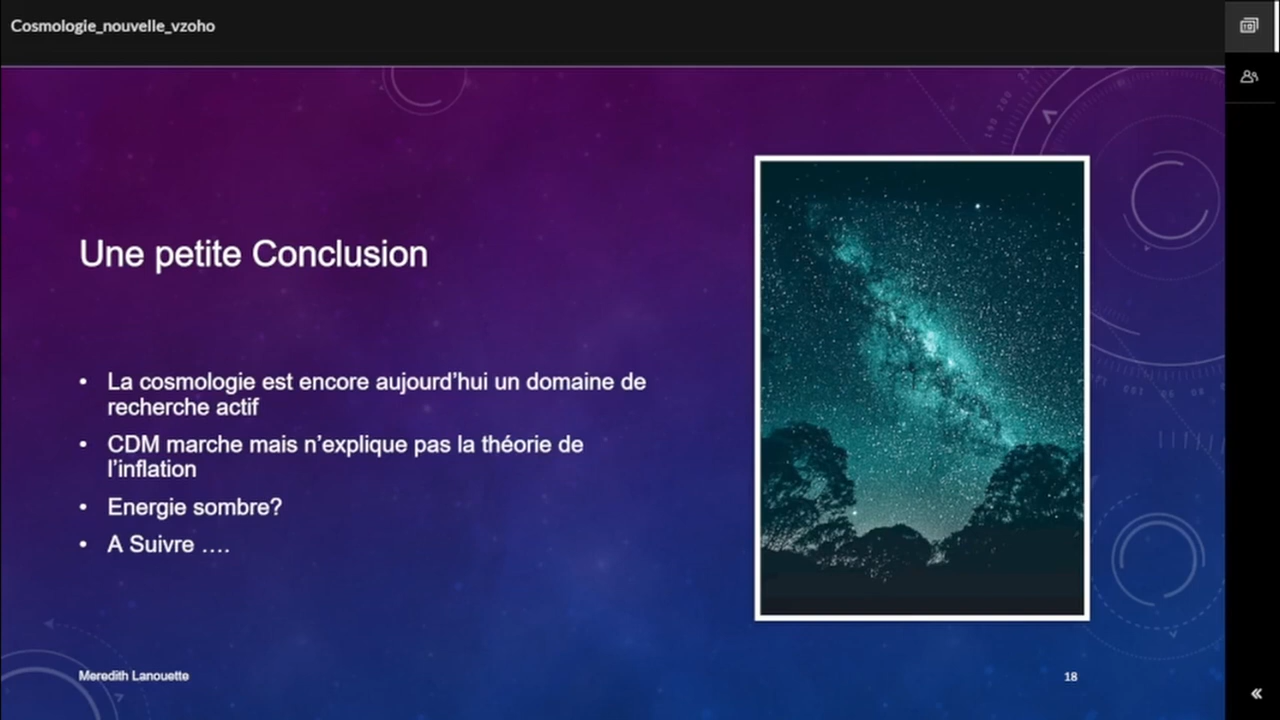 Cosmologie_nouvelle_vzoho
Une petite Conclusion
• La cosmologie est encore aujourd’hui un domaine de
recherche actif
• CDM marche mais n’explique pas la théorie de
l’inflation
• Energie sombre?
• A Suivre ….
Meredith Lanouette
18